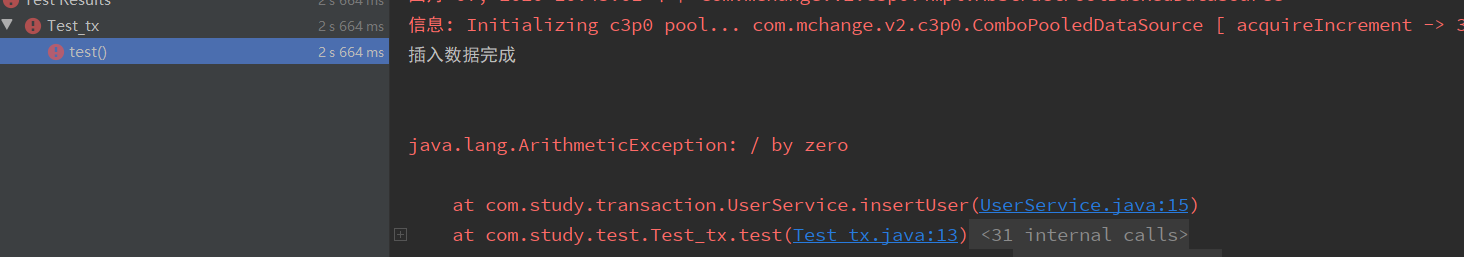 Test Results 2 s 664 ms
Test_tx 2 s 664 ms
test() 2 s 664 ms
信息: Initializing c3p0 pool... com.mchange.v2.c3p0.ComboPooledDataSource [ acquireIncrement -> 3
插入数据完成
java.lang.ArithmeticException: / by zero
at com.study.transaction.UserService.insertUser(UserService.java:15)
at com.study.test.Test_tx.test(Test_tx.java:13) <31 internal calls>